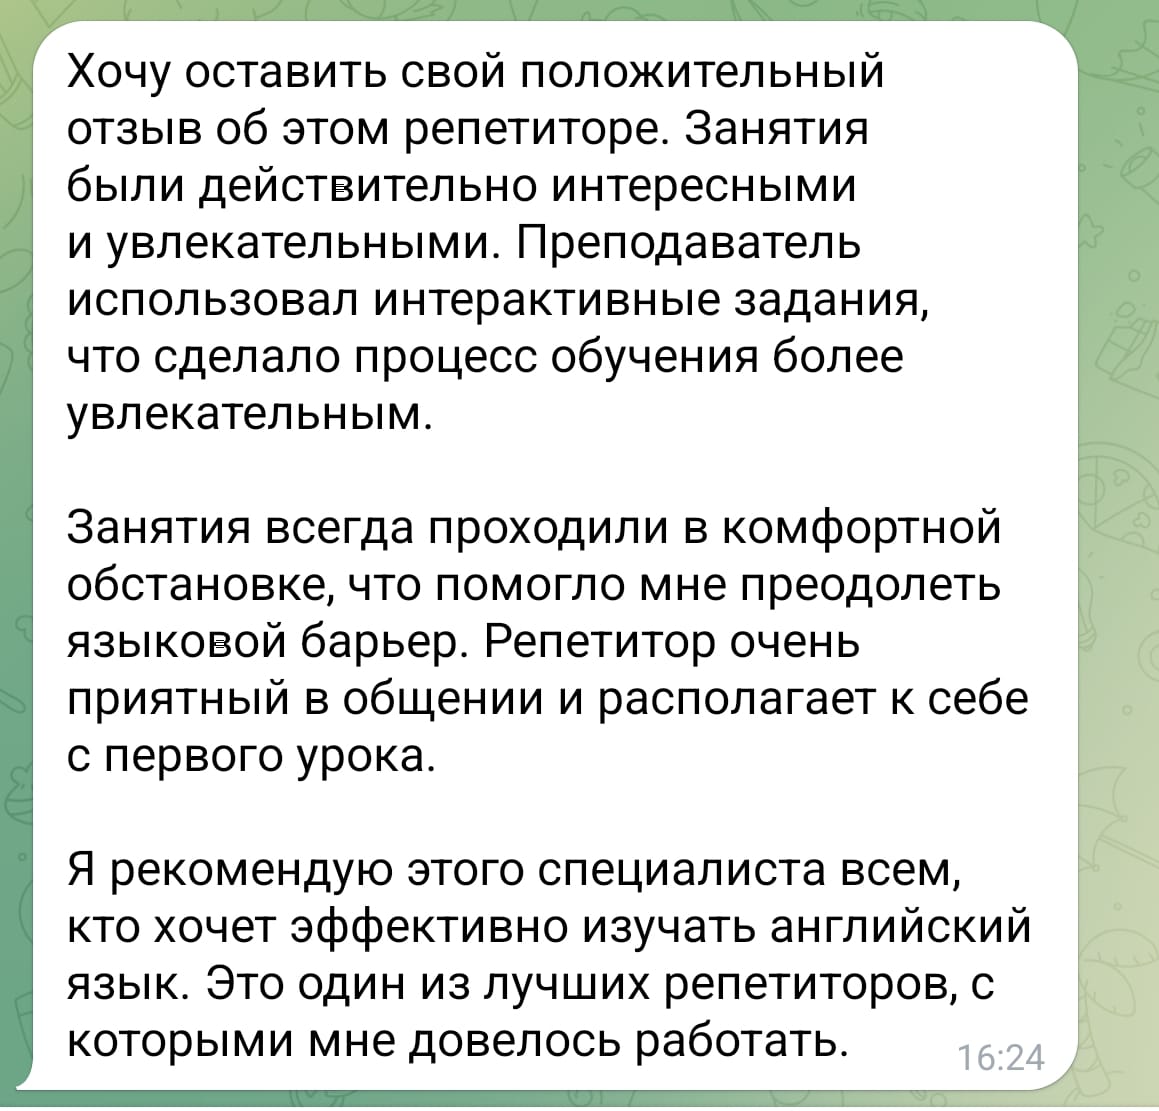 Хочу оставить свой положительный
отзыв об этом репетиторе. Занятия
были действительно интересными
и увлекательными. Преподаватель
использовал интерактивные задания,
что сделало процесс обучения более
увлекательным.
Занятия всегда проходили в комфортной
обстановке, что помогло мне преодолеть
языковой барьер. Репетитор очень
приятный в общении и располагает к себе
с первого урока.
Я рекомендую этого специалиста всем,
кто хочет эффективно изучать английский
язык. Это один из лучших репетиторов, с
которыми мне довелось работать.
16:24